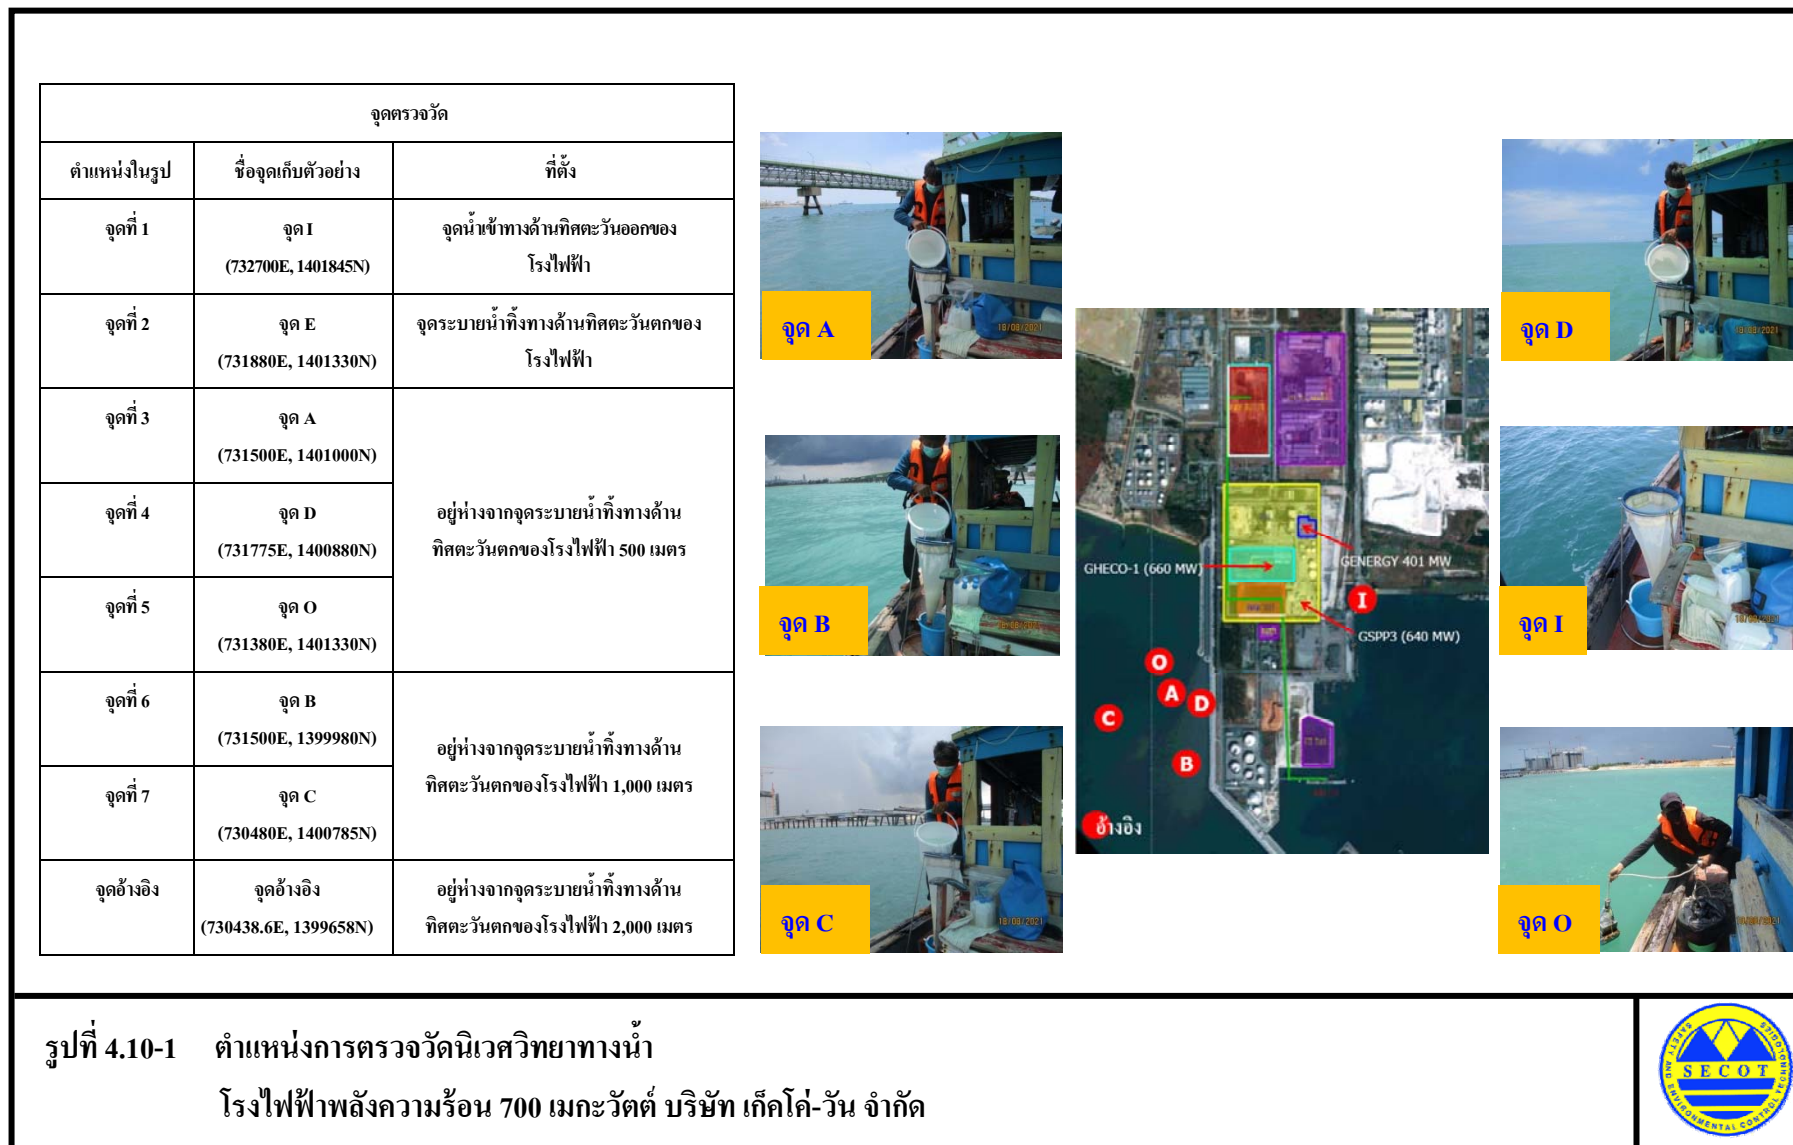 จุดตรวจวัด
ตำแหน่งในรูป
ชื่อจุดเก็บตัวอย่าง
ที่ตั้ง
จุดที่ 1
จุด I
(732700E, 1401845N)
จุดน้ำเข้าทางด้านทิศตะวันออกของ
โรงไฟฟ้า
จุดที่ 2
จุด E
(731880E, 1401330N)
จุดระบายน้ำทิ้งทางด้านทิศตะวันตกของ
โรงไฟฟ้า
จุดที่ 3
จุด A
(731500E, 1401000N)
จุดที่ 4
จุด D
(731775E, 1400880N)
อยู่ห่างจากจุดระบายน้ำทิ้งทางด้าน
ทิศตะวันตกของโรงไฟฟ้า 500 เมตร
จุดที่ 5
จุด O
(731380E, 1401330N)
จุดที่ 6
จุด B
(731500E, 1399980N)
อยู่ห่างจากจุดระบายน้ำทิ้งทางด้าน
ทิศตะวันตกของโรงไฟฟ้า 1,000 เมตร
จุดที่ 7
จุด C
(730480E, 1400785N)
จุดอ้างอิง
จุดอ้างอิง
(730438.6E, 1399658N)
อยู่ห่างจากจุดระบายน้ำทิ้งทางด้าน
ทิศตะวันตกของโรงไฟฟ้า 2,000 เมตร
18/08/2021
จุด A
จุด B
18/08/2021
จุด C
GHECO-1 (660 MW)
GENERGY 401 MW
GSPP3 (640 MW)
I
O
A
D
C
B
อ้างอิง
18/08/2021
จุด D
18/08/2021
จุด I
จุด O
รูปที่ 4.10-1 ตำแหน่งการตรวจวัดนิเวศวิทยาทางน้ำ
โรงไฟฟ้าพลังความร้อน 700 เมกะวัตต์ บริษัท เก็คโค่-วัน จำกัด
SAFETY AND ENVIRONMENTAL CONTROL TECHNOLOGIES
SECOT